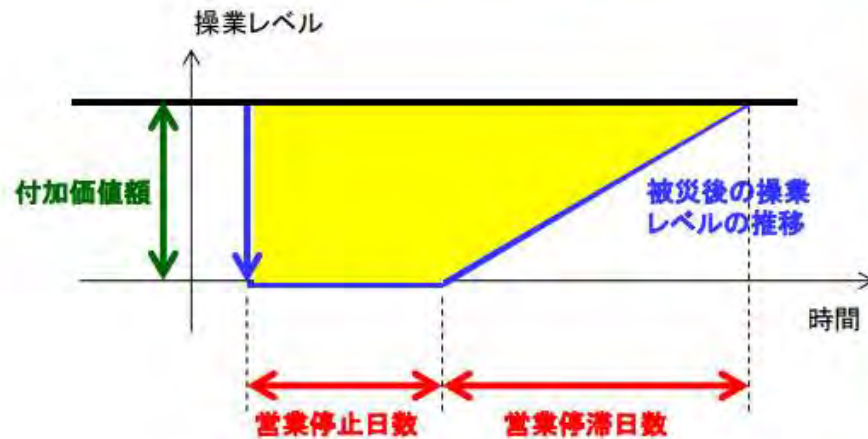 操業レベル
付加価値額
被災後の操業
レベルの推移
時間
営業停止日数
営業停滞日数